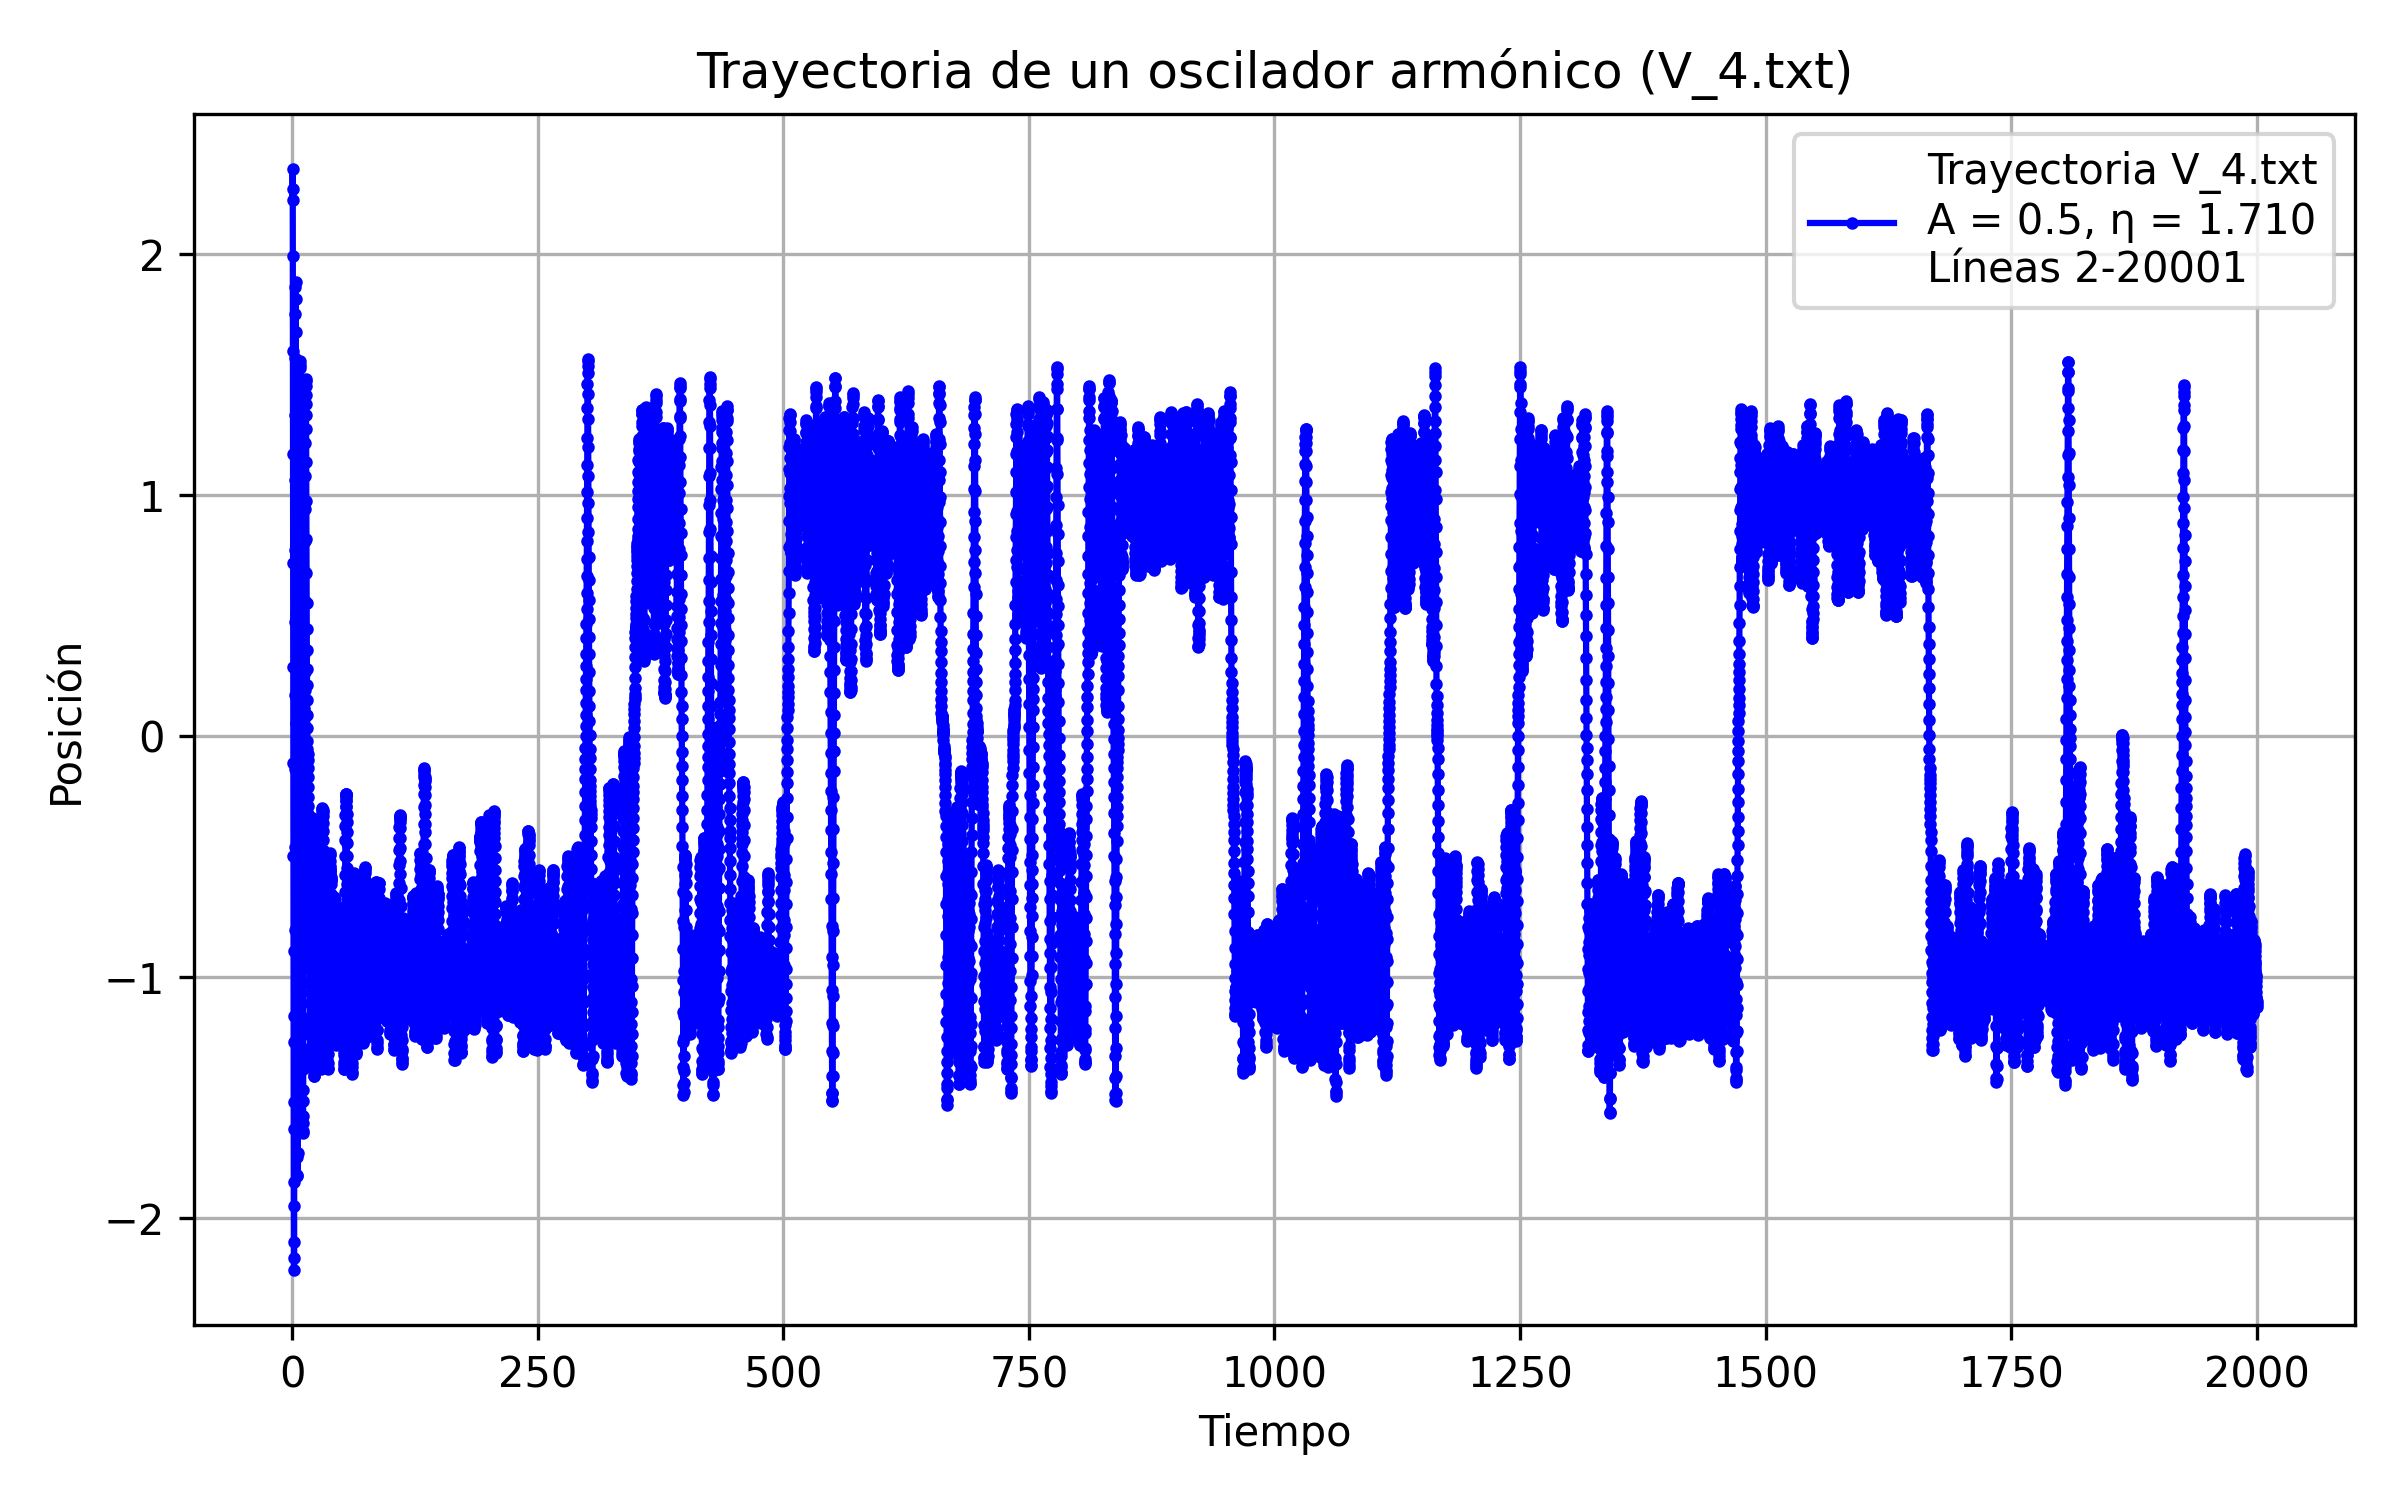 Trayectoria de un oscilador armónico (V_4.txt)
Trayectoria V_4.txt
A = 0.5, η = 1.710
Líneas 2-20001
Posición
2
1
0
−1
−2
0 250 500 750 1000 1250 1500 1750 2000
Tiempo